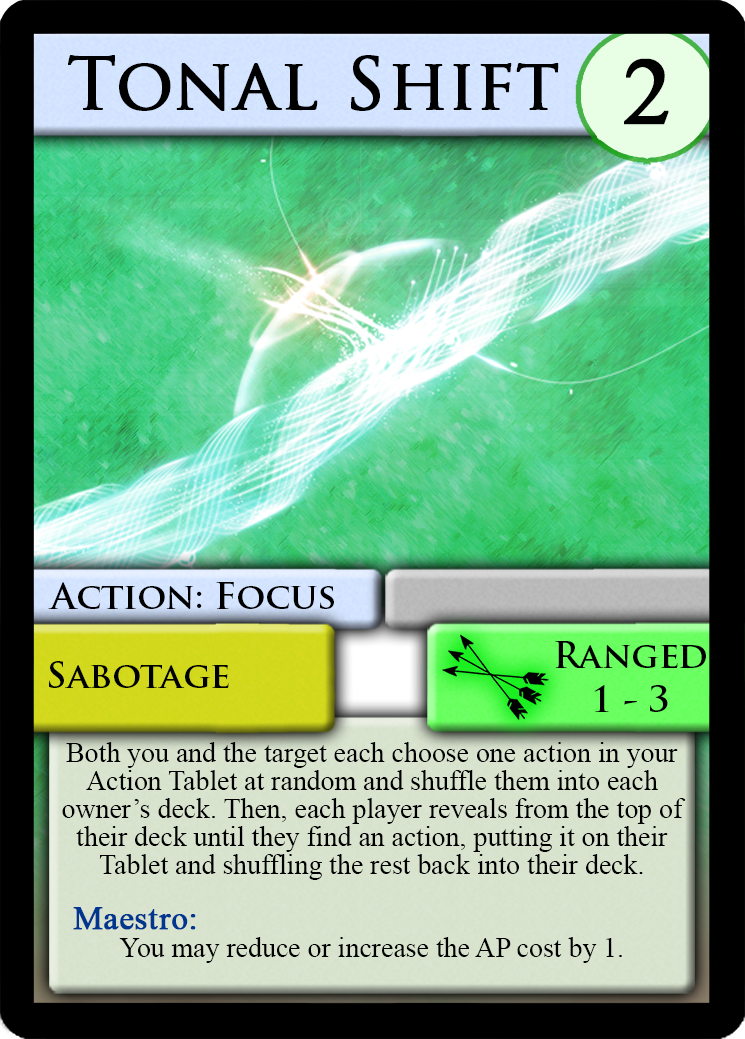 Tonal Shift
2
Action: Focus
Sabotage
Ranged
1 - 3
Both you and the target each choose one action in your
Action Tablet at random and shuffle them into each
owner's deck. Then, each player reveals from the top of
their deck until they find an action, putting it on their
Tablet and shuffling the rest back into their deck.
Maestro:
You may reduce or increase the AP cost by 1.